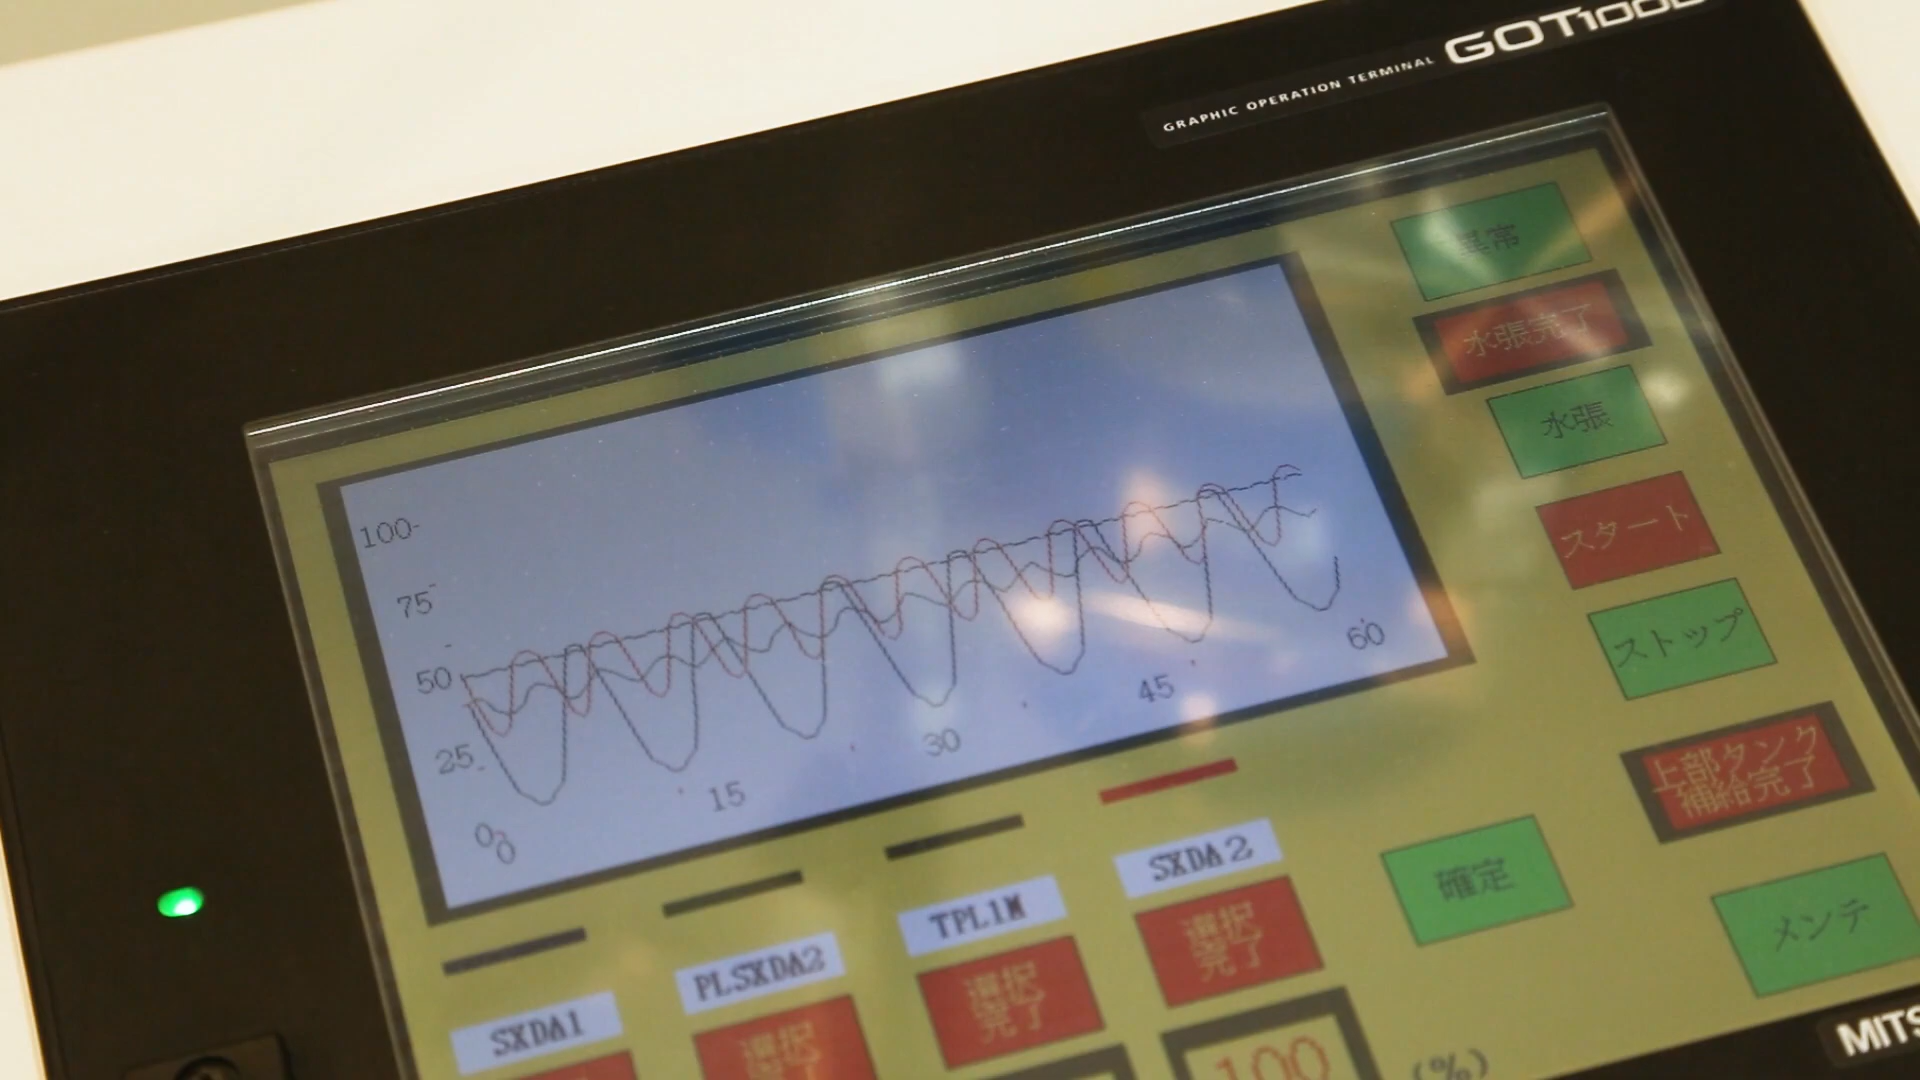 GRAPHIC OPERATION TERMINAL GOT1000
異常
水張完了
水張
スタート
ストップ
上部タンク
補給完了
確定
メンテ
100
75
50
25
0
0
15
30
45
60
SXDA1
PLSXDA2
TPL1M
SXDA2
選択
完了
選択
完了
選択
100
(%)
MITS